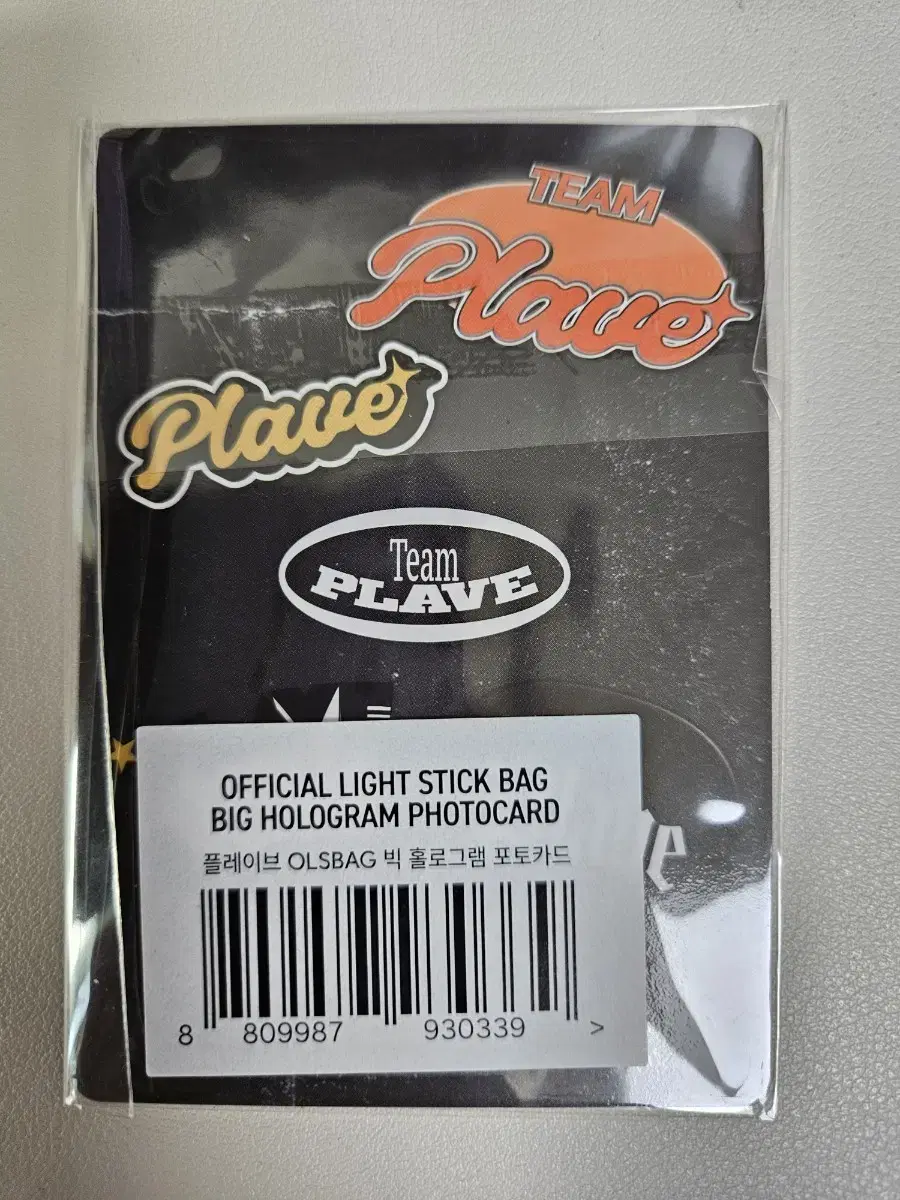 TEAM
Plave
Plave
Team
PLAVE
OFFICIAL LIGHT STICK BAG
BIG HOLOGRAM PHOTOCARD
플레이브 OLSBAG 빅 홀로그램 포토카드
8 809987 930339 >